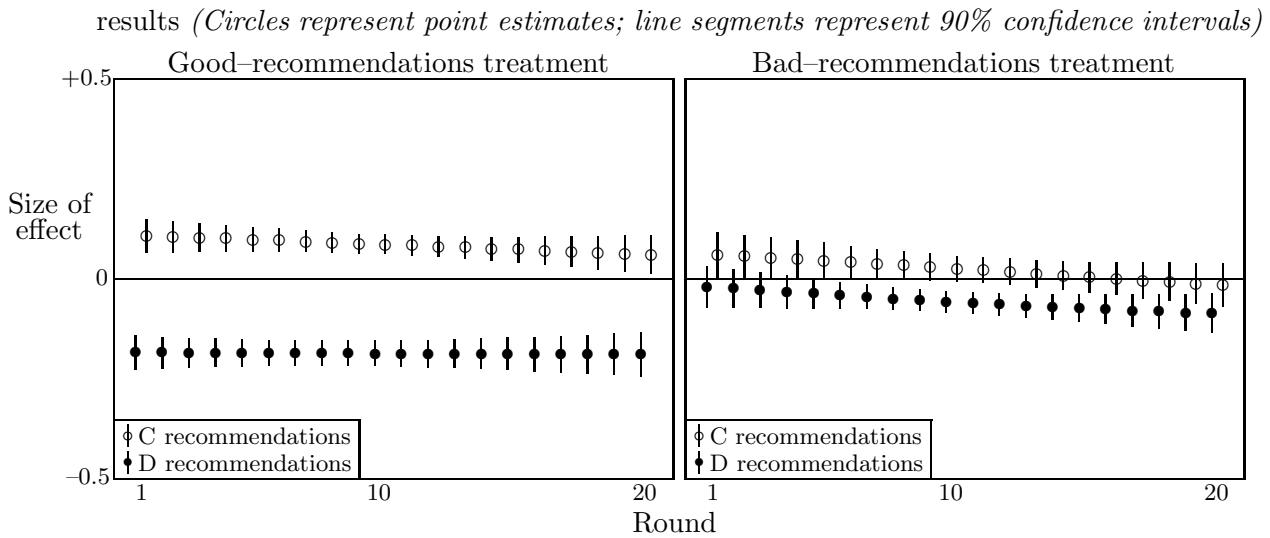 results (Circles represent point estimates; line segments represent 90% confidence intervals)
Good–recommendations treatment
Bad–recommendations treatment
+0.5
Size of
effect
0
–0.5
C recommendations
D recommendations
C recommendations
D recommendations
1 10 20
1 10 20
Round